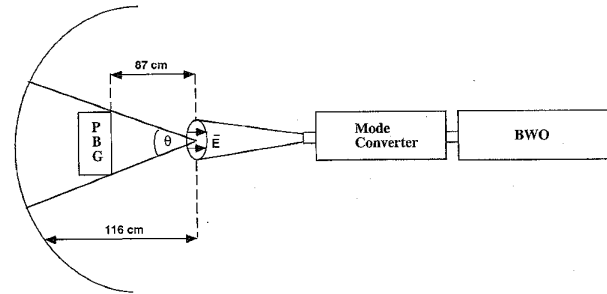 87 cm
P
B
G
θ
E
Mode
Converter
BWO
116 cm